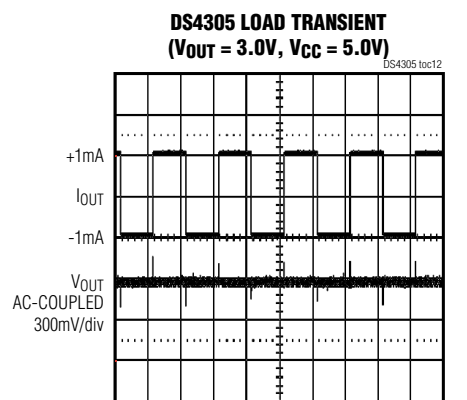 DS4305 LOAD TRANSIENT
(VOUT = 3.0V, VCC = 5.0V)
DS4305 toc12
+1mA
IOUT
-1mA
VOUT
AC-COUPLED
300mV/div